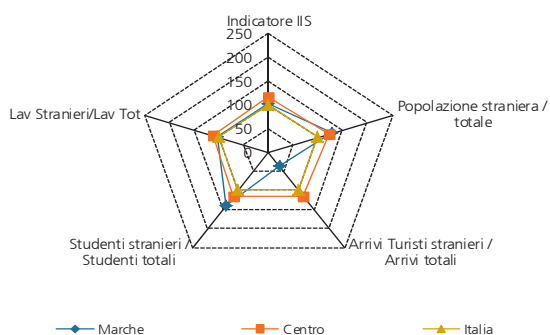 Indicatore IIS
250
200
150
100
50
0
Popolazione straniera /
totale
Lav Stranieri/Lav Tot
Studenti stranieri /
Studenti totali
Arrivi Turisti stranieri /
Arrivi totali
Marche
Centro
Italia